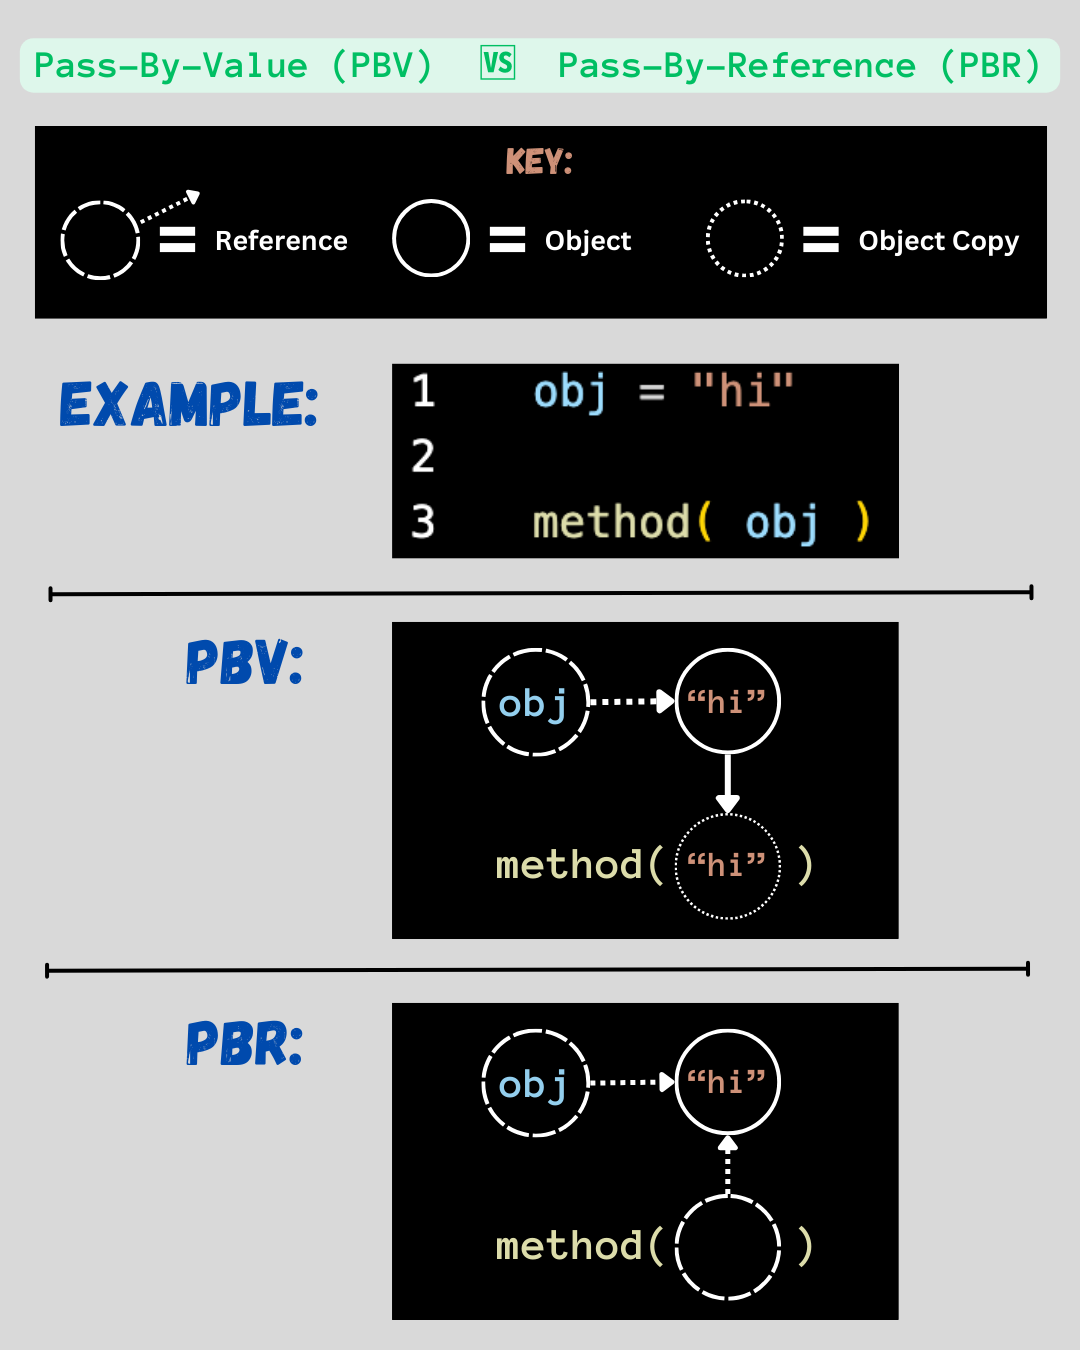 Pass-By-Value (PBV) VS Pass-By-Reference (PBR)
KEY:
= Reference = Object = Object Copy
EXAMPLE:
1 obj = "hi"
2
3 method( obj )
PBV:
obj “hi”
method( “hi” )
PBR:
obj “hi”
method( )